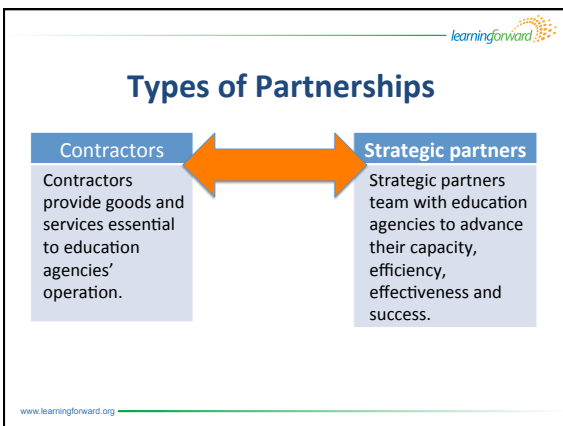 learningforward
Types of Partnerships
Contractors
Contractors
provide goods and
services essential
to education
agencies'
operation.
Strategic partners
Strategic partners
team with education
agencies to advance
their capacity,
efficiency,
effectiveness and
success.
www.learningforward.org